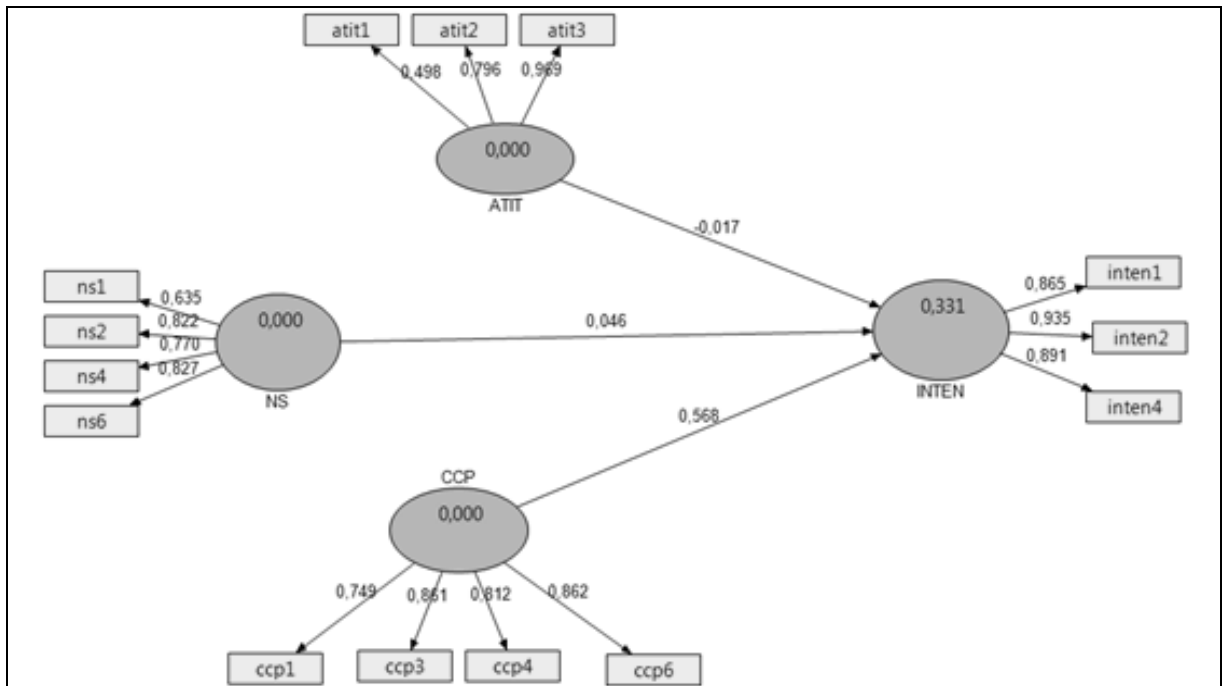 atit1 atit2 atit3
0,498 0,796 0,969
0,000
ATIT
-0,017
ns1
ns2
ns4
ns6
0,635
0,822
0,770
0,827
0,000
NS
0,046
0,331
INTEN
0,865
0,935
0,891
inten1
inten2
inten4
0,568
CCP
0,000
0,749 0,861 0,812 0,862
ccp1 ccp3 ccp4 ccp6